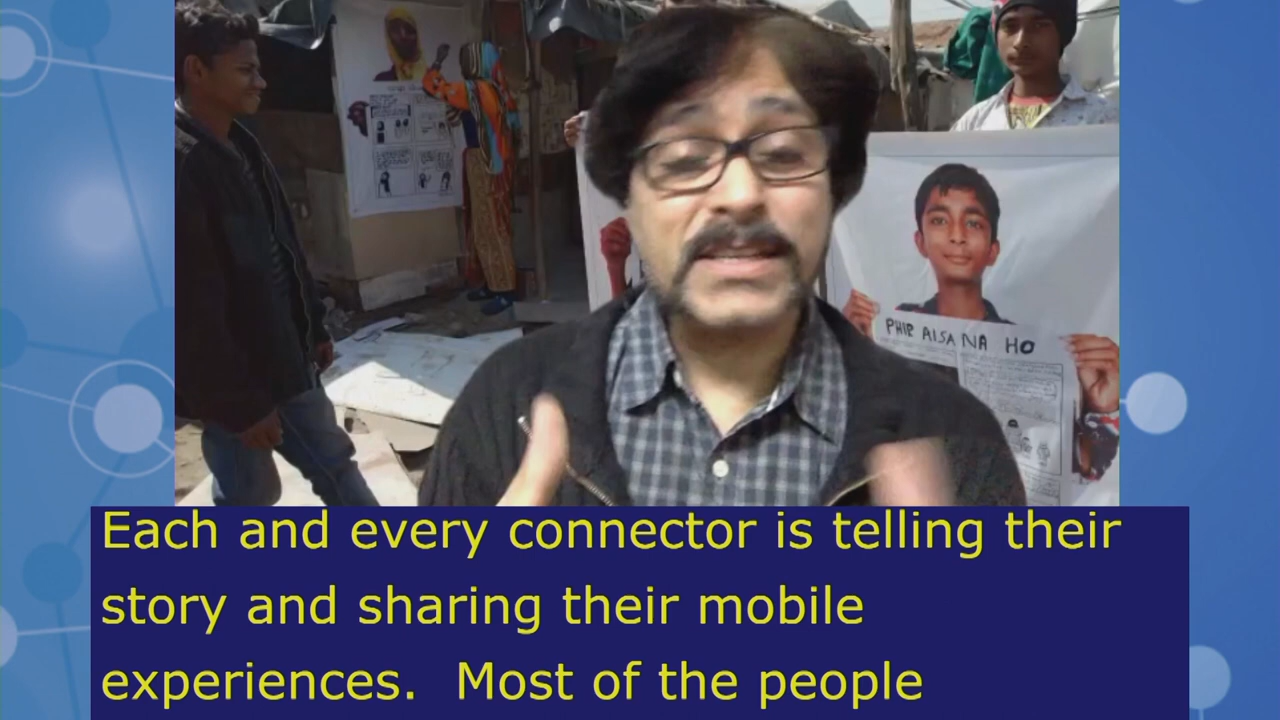 PHIR AISA NA HO
Each and every connector is telling their
story and sharing their mobile
experiences.  Most of the people